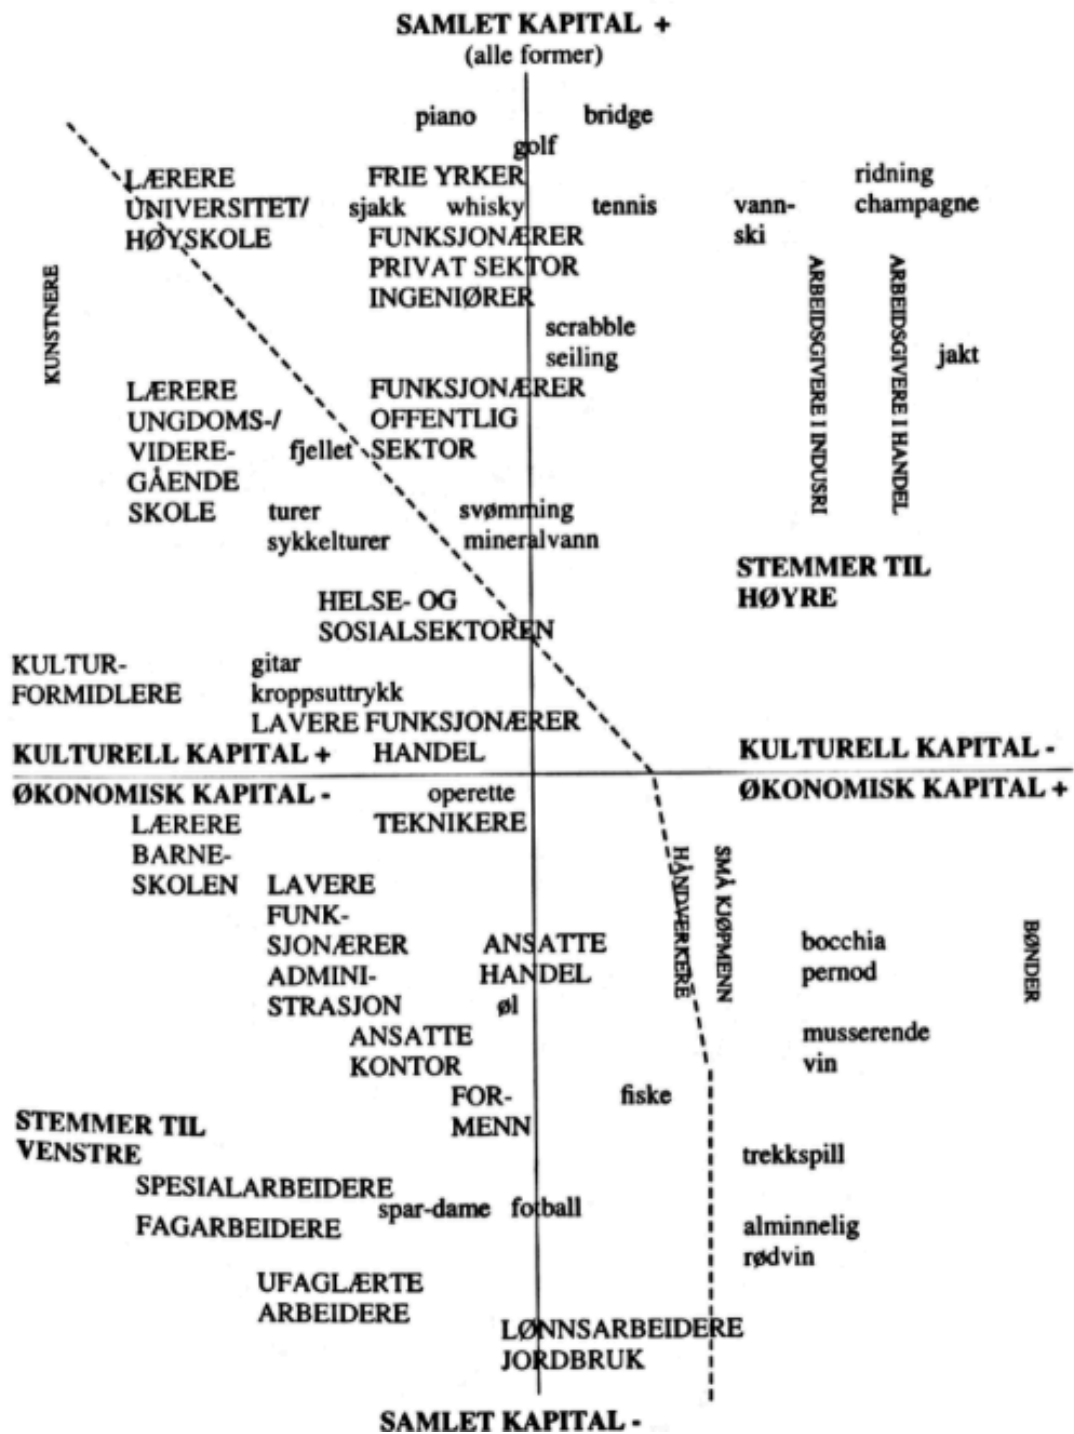 SAMLET KAPITAL +
(alle former)
piano bridge
golf
LÆRERE FRIE YRKER ridning
UNIVERSITET/ sjakk whisky tennis vann- champagne
HØYSKOLE FUNKSJONÆRER ski
PRIVAT SEKTOR
INGENIØRER
KUNSTNERE
ARBEIDSGIVERE I INDUSRI
ARBEIDSGIVERE I HANDEL
scrabble
seiling jakt
LÆRERE FUNKSJONÆRER
UNGDOMS-/ OFFENTLIG
VIDERE- fjellet SEKTOR
GÅENDE
SKOLE turer svømming
sykkelturer mineralvann
STEMMER TIL
HØYRE
HELSE- OG
SOSIALSEKTOREN
KULTUR- gitar
FORMIDLERE kroppsuttrykk
LAVERE FUNKSJONÆRER
KULTURELL KAPITAL + HANDEL KULTURELL KAPITAL -
ØKONOMISK KAPITAL - operette ØKONOMISK KAPITAL +
LÆRERE TEKNIKERE
BARNE-
SKOLEN LAVERE
FUNK-
HÅNDVERKERE
SMÅ KJØPMENN
BØNDER
SJONÆRER ANSATTE bocchia
ADMINI- HANDEL pernod
STRASJON øl
ANSATTE musserende
KONTOR vin
FOR- fiske
STEMMER TIL MENN
VENSTRE trekkspill
SPESIALARBEIDERE
spar-dame fotball
FAGARBEIDERE alminnelig
rødvin
UFAGLÆRTE
ARBEIDERE
LØNNSARBEIDERE
JORDBRUK
SAMLET KAPITAL -